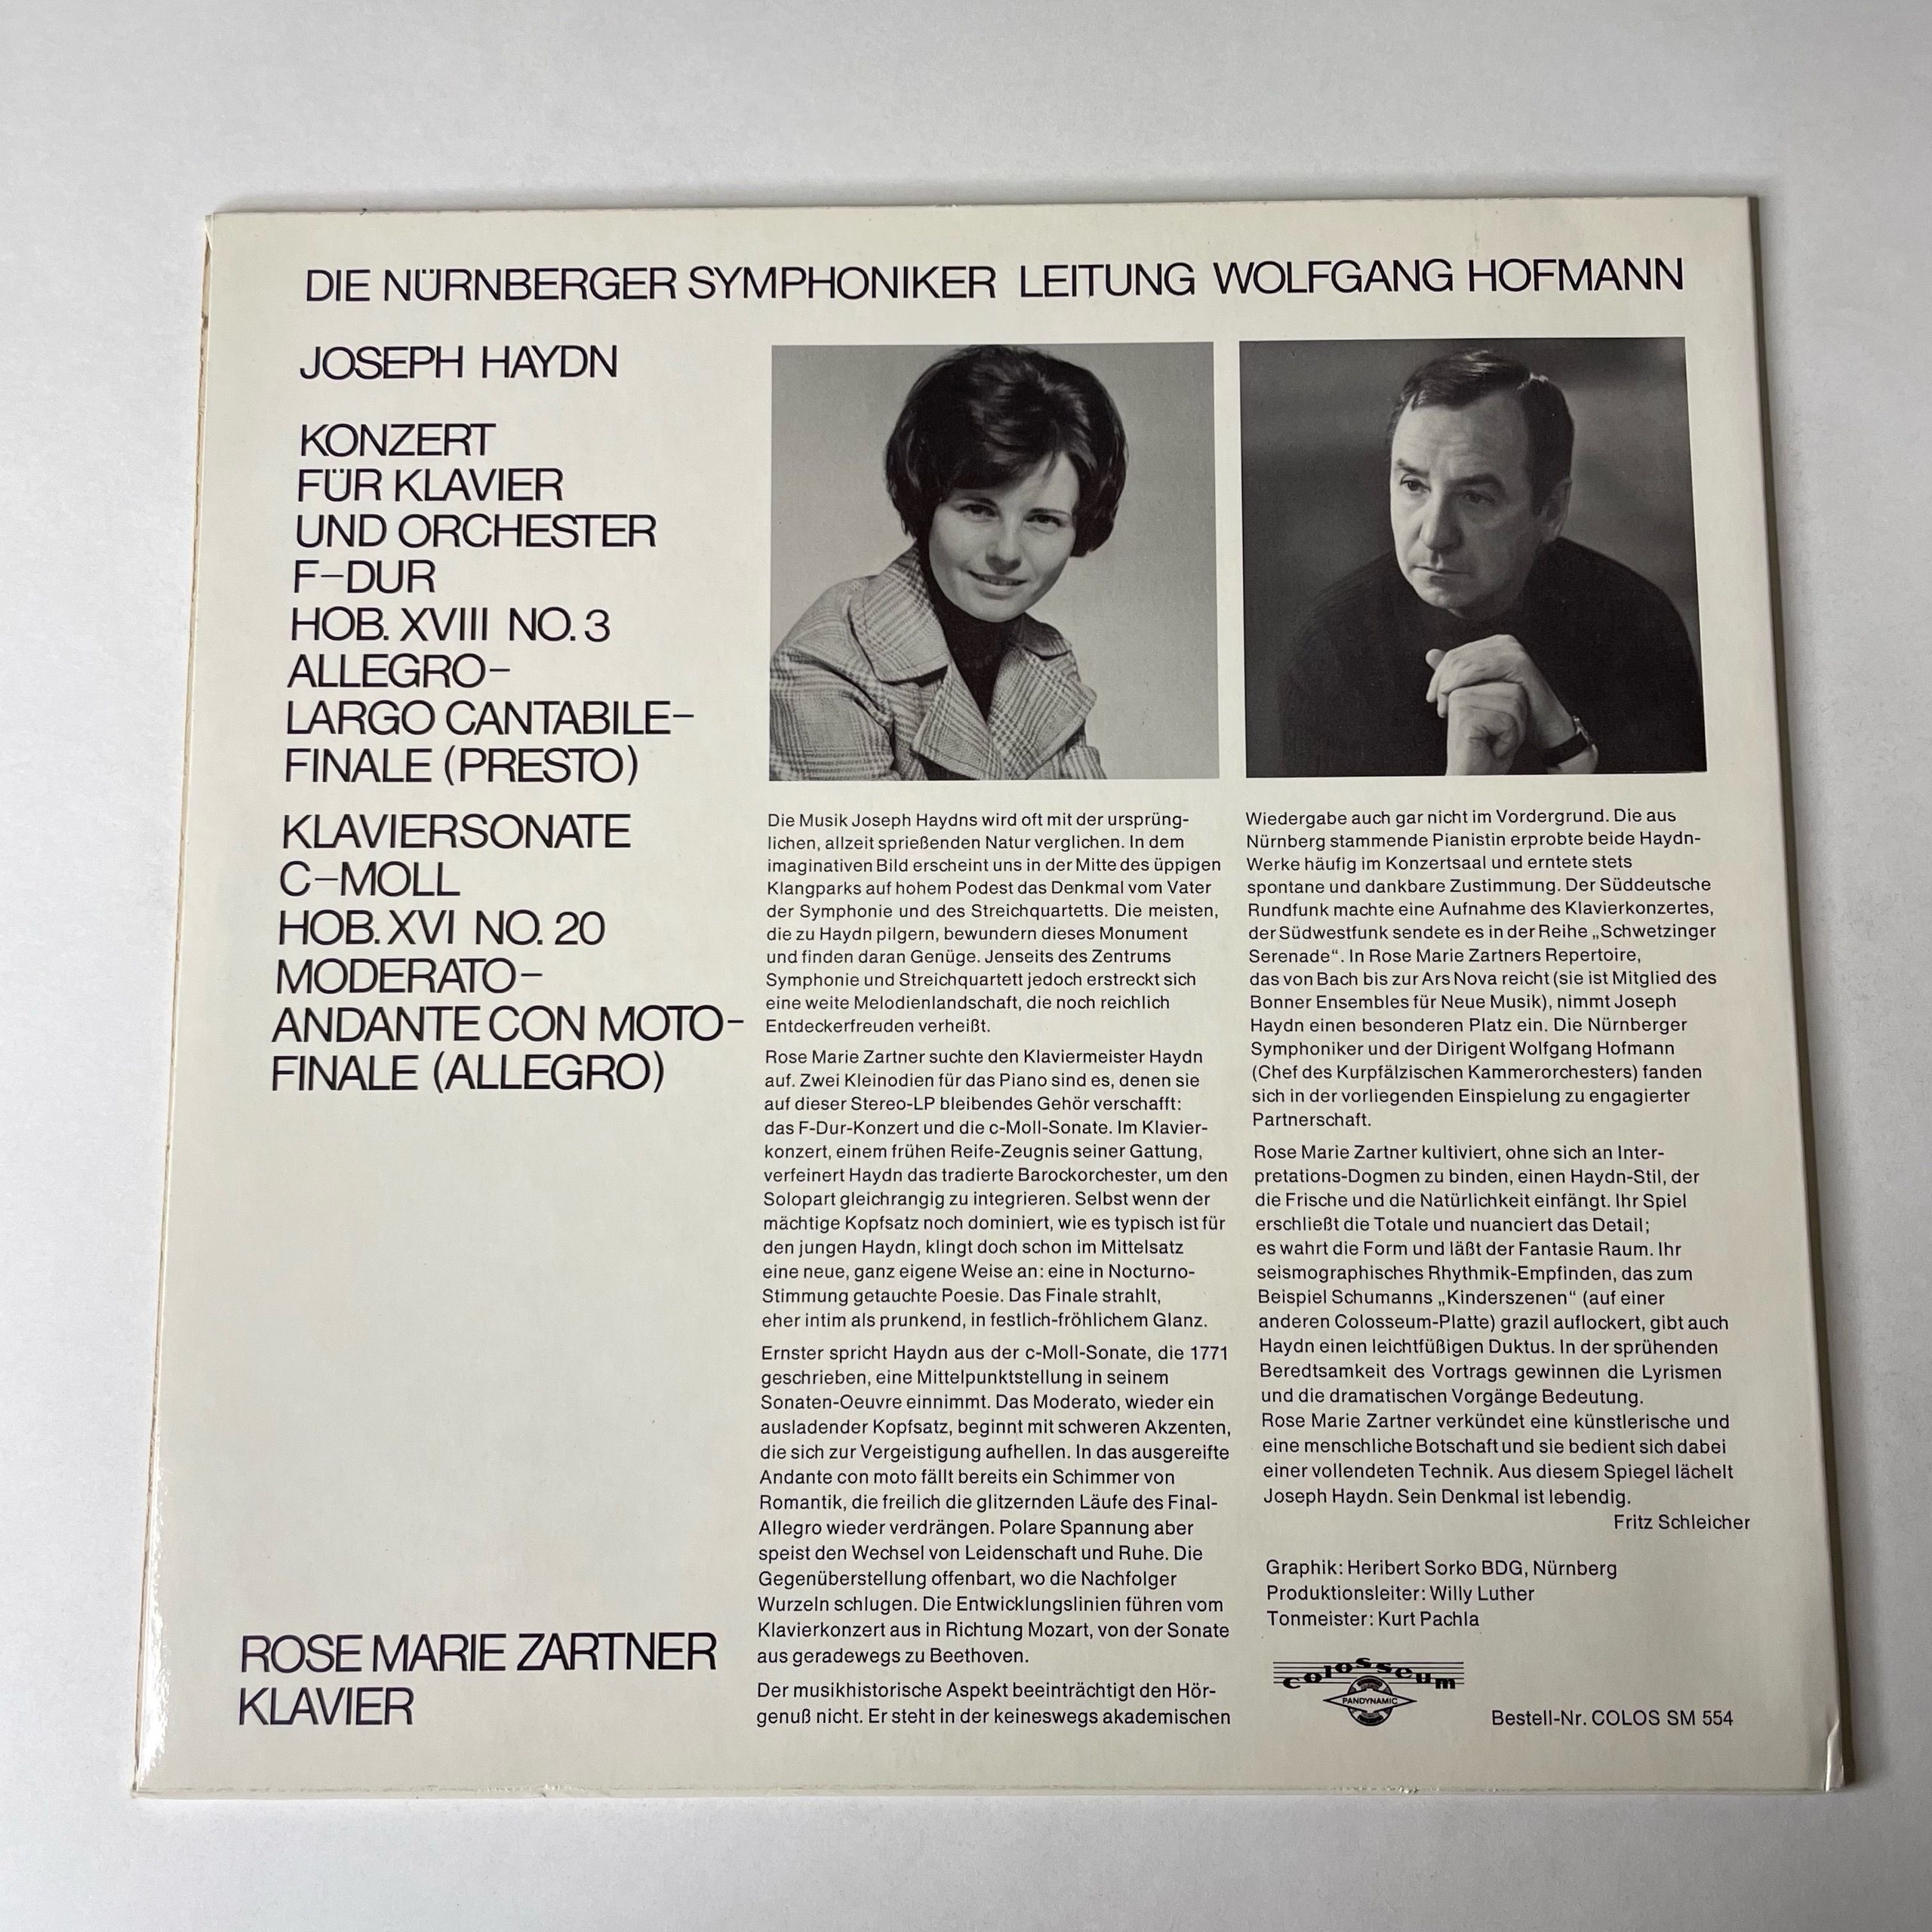 DIE NÜRNBERGER SYMPHONIKER LEITUNG WOLFGANG HOFMANN
JOSEPH HAYDN
KONZERT
FÜR KLAVIER
UND ORCHESTER
F-DUR
HOB. XVIII NO. 3
ALLEGRO-
LARGO CANTABILE-
FINALE (PRESTO)
KLAVIERSONATE
C-MOLL
HOB. XVI NO. 20
MODERATO-
ANDANTE CON MOTO-
FINALE (ALLEGRO)
ROSE MARIE ZARTNER
KLAVIER
Die Musik Joseph Haydns wird oft mit der ursprüng-
lichen, allzeit sprießenden Natur verglichen. In dem
imaginativen Bild erscheint uns in der Mitte des üppigen
Klangparks auf hohem Podest das Denkmal vom Vater
der Symphonie und des Streichquartetts. Die meisten,
die zu Haydn pilgern, bewundern dieses Monument
und finden daran Genüge. Jenseits des Zentrums
Symphonie und Streichquartett jedoch erstreckt sich
eine weite Melodienlandschaft, die noch reichlich
Entdeckerfreuden verheißt.
Rose Marie Zartner suchte den Klaviermeister Haydn
auf. Zwei Kleinodien für das Piano sind es, denen sie
auf dieser Stereo-LP bleibendes Gehör verschafft:
das F-Dur-Konzert und die c-Moll-Sonate. Im Klavier-
konzert, einem frühen Reife-Zeugnis seiner Gattung,
verfeinert Haydn das tradierte Barockorchester, um den
Solopart gleichrangig zu integrieren. Selbst wenn der
mächtige Kopfsatz noch dominiert, wie es typisch ist für
den jungen Haydn, klingt doch schon im Mittelsatz
eine neue, ganz eigene Weise an: eine in Nocturno-
Stimmung getauchte Poesie. Das Finale strahlt,
eher intim als prunkend, in festlich-fröhlichem Glanz.
Ernster spricht Haydn aus der c-Moll-Sonate, die 1771
geschrieben, eine Mittelpunktstellung in seinem
Sonaten-Oeuvre einnimmt. Das Moderato, wieder ein
ausladender Kopfsatz, beginnt mit schweren Akzenten,
die sich zur Vergeistigung aufhellen. In das ausgereifte
Andante con moto fällt bereits ein Schimmer von
Romantik, die freilich die glitzernden Läufe des Final-
Allegro wieder verdrängen. Polare Spannung aber
speist den Wechsel von Leidenschaft und Ruhe. Die
Gegenüberstellung offenbart, wo die Nachfolger
Wurzeln schlugen. Die Entwicklungslinien führen vom
Klavierkonzert aus in Richtung Mozart, von der Sonate
aus geradewegs zu Beethoven.
Der musikhistorische Aspekt beeinträchtigt den Hör-
genuß nicht. Er steht in der keineswegs akademischen
Wiedergabe auch gar nicht im Vordergrund. Die aus
Nürnberg stammende Pianistin erprobte beide Haydn-
Werke häufig im Konzertsaal und erntete stets
spontane und dankbare Zustimmung. Der Süddeutsche
Rundfunk machte eine Aufnahme des Klavierkonzertes,
der Südwestfunk sendete es in der Reihe „Schwetzinger
Serenade“. In Rose Marie Zartners Repertoire,
das von Bach bis zur Ars Nova reicht (sie ist Mitglied des
Bonner Ensembles für Neue Musik), nimmt Joseph
Haydn einen besonderen Platz ein. Die Nürnberger
Symphoniker und der Dirigent Wolfgang Hofmann
(Chef des Kurpfälzischen Kammerorchesters) fanden
sich in der vorliegenden Einspielung zu engagierter
Partnerschaft.
Rose Marie Zartner kultiviert, ohne sich an Inter-
pretations-Dogmen zu binden, einen Haydn-Stil, der
die Frische und die Natürlichkeit einfängt. Ihr Spiel
erschließt die Totale und nuanciert das Detail;
es wahrt die Form und läßt der Fantasie Raum. Ihr
seismographisches Rhythmik-Empfinden, das zum
Beispiel Schumanns „Kinderszenen“ (auf einer
anderen Colosseum-Platte) grazil auflockert, gibt auch
Haydn einen leichtfüßigen Duktus. In der sprühenden
Beredtsamkeit des Vortrags gewinnen die Lyrismen
und die dramatischen Vorgänge Bedeutung.
Rose Marie Zartner verkündet eine künstlerische und
eine menschliche Botschaft und sie bedient sich dabei
einer vollendeten Technik. Aus diesem Spiegel lächelt
Joseph Haydn. Sein Denkmal ist lebendig.
Fritz Schleicher
Graphik: Heribert Sorko BDG, Nürnberg
Produktionsleiter: Willy Luther
Tonmeister: Kurt Pachla
colosseum
PANDYNAMIC
Bestell-Nr. COLOS SM 554